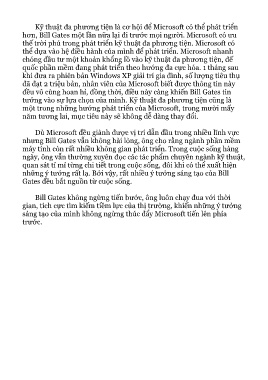 Kỹ thuật đa phương tiện là cơ hội để Microsoft có thể phát triển
hơn, Bill Gates một lần nữa lại đi trước mọi người. Microsoft có ưu
thế trội phù trong phát triển kỹ thuật đa phương tiện. Microsoft có
thể dựa vào hệ điều hành của mình để phát triển. Microsoft nhanh
chóng đầu tư một khoản khổng lồ vào kỹ thuật đa phương tiện, đế
quốc phần mềm đang phát triển theo hướng đa cực hóa. 1 tháng sau
khi đưa ra phiên bản Windows XP giải trí gia đình, số lượng tiêu thụ
đã đạt 2 triệu bản, nhân viên của Microsoft biết được thông tin này
đều vô cùng hoan hỉ, đồng thời, điều này càng khiến Bill Gates tin
tưởng vào sự lựa chọn của mình. Kỹ thuật đa phương tiện cũng là
một trong những hướng phát triển của Microsoft, trong mười mấy
năm tương lai, mục tiêu này sẽ không dễ dàng thay đổi.
Dù Microsoft đều giành được vị trí dẫn đầu trong nhiều lĩnh vực
nhưng Bill Gates vẫn không hài lòng, ông cho rằng ngành phần mềm
máy tính còn rất nhiều không gian phát triển. Trong cuộc sống hàng
ngày, ông vẫn thường xuyên đọc các tác phẩm chuyên ngành kỹ thuật,
quan sát tỉ mỉ từng chi tiết trong cuộc sống, đôi khi có thể xuất hiện
những ý tưởng rất lạ. Bởi vậy, rất nhiều ý tưởng sáng tạo của Bill
Gates đều bắt nguồn từ cuộc sống.
Bill Gates không ngừng tiến bước, ông luôn chạy đua với thời
gian, tích cực tìm kiếm tiềm lực của thị trường, khiến những ý tưởng
sáng tạo của mình không ngừng thúc đẩy Microsoft tiến lên phía
trước.